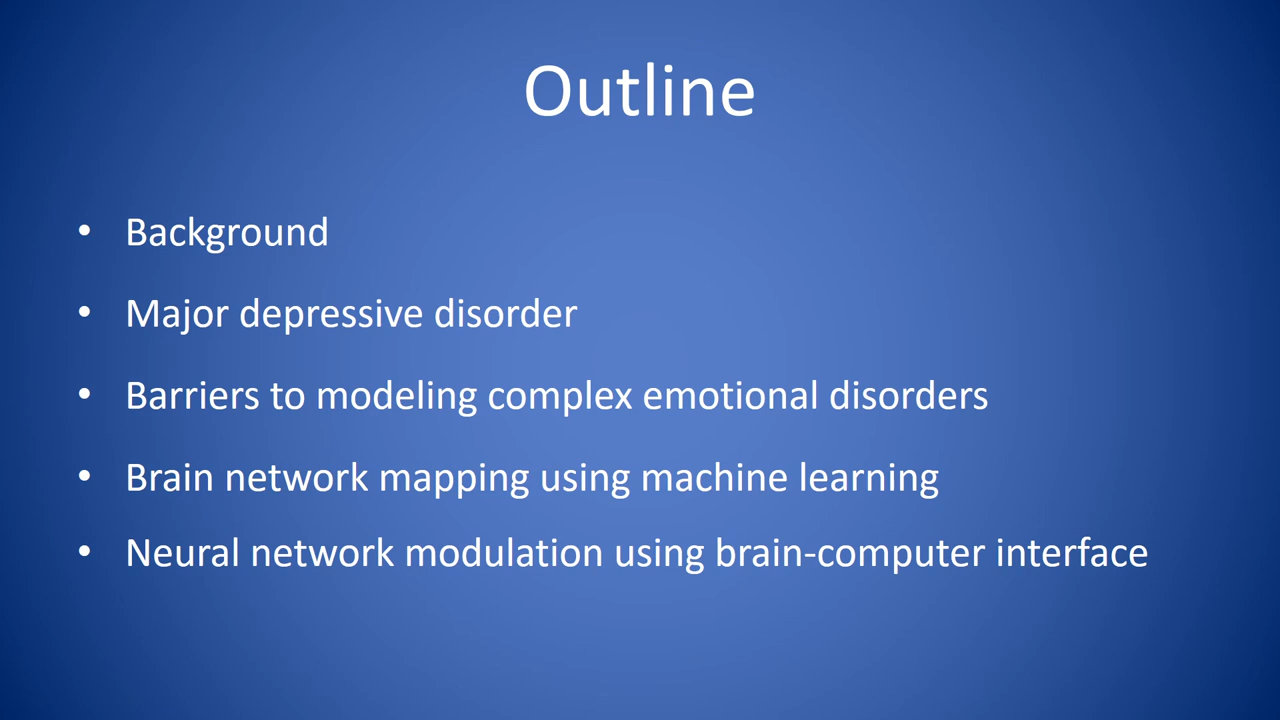 Outline
• Background
• Major depressive disorder
• Barriers to modeling complex emotional disorders
• Brain network mapping using machine learning
• Neural network modulation using brain-computer interface